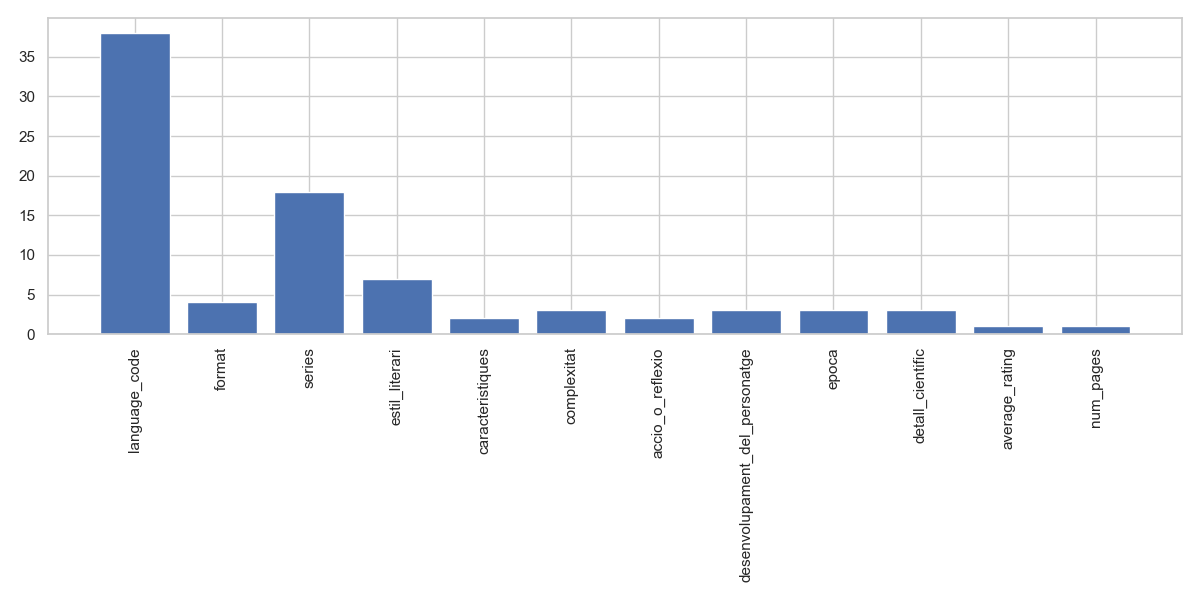 35
30
25
20
15
10
5
0
language_code
format
series
estil_literari
caracteristiques
complexitat
accio_o_reflexio
desenvolupament_del_personatge
epoca
detall_cientific
average_rating
num_pages